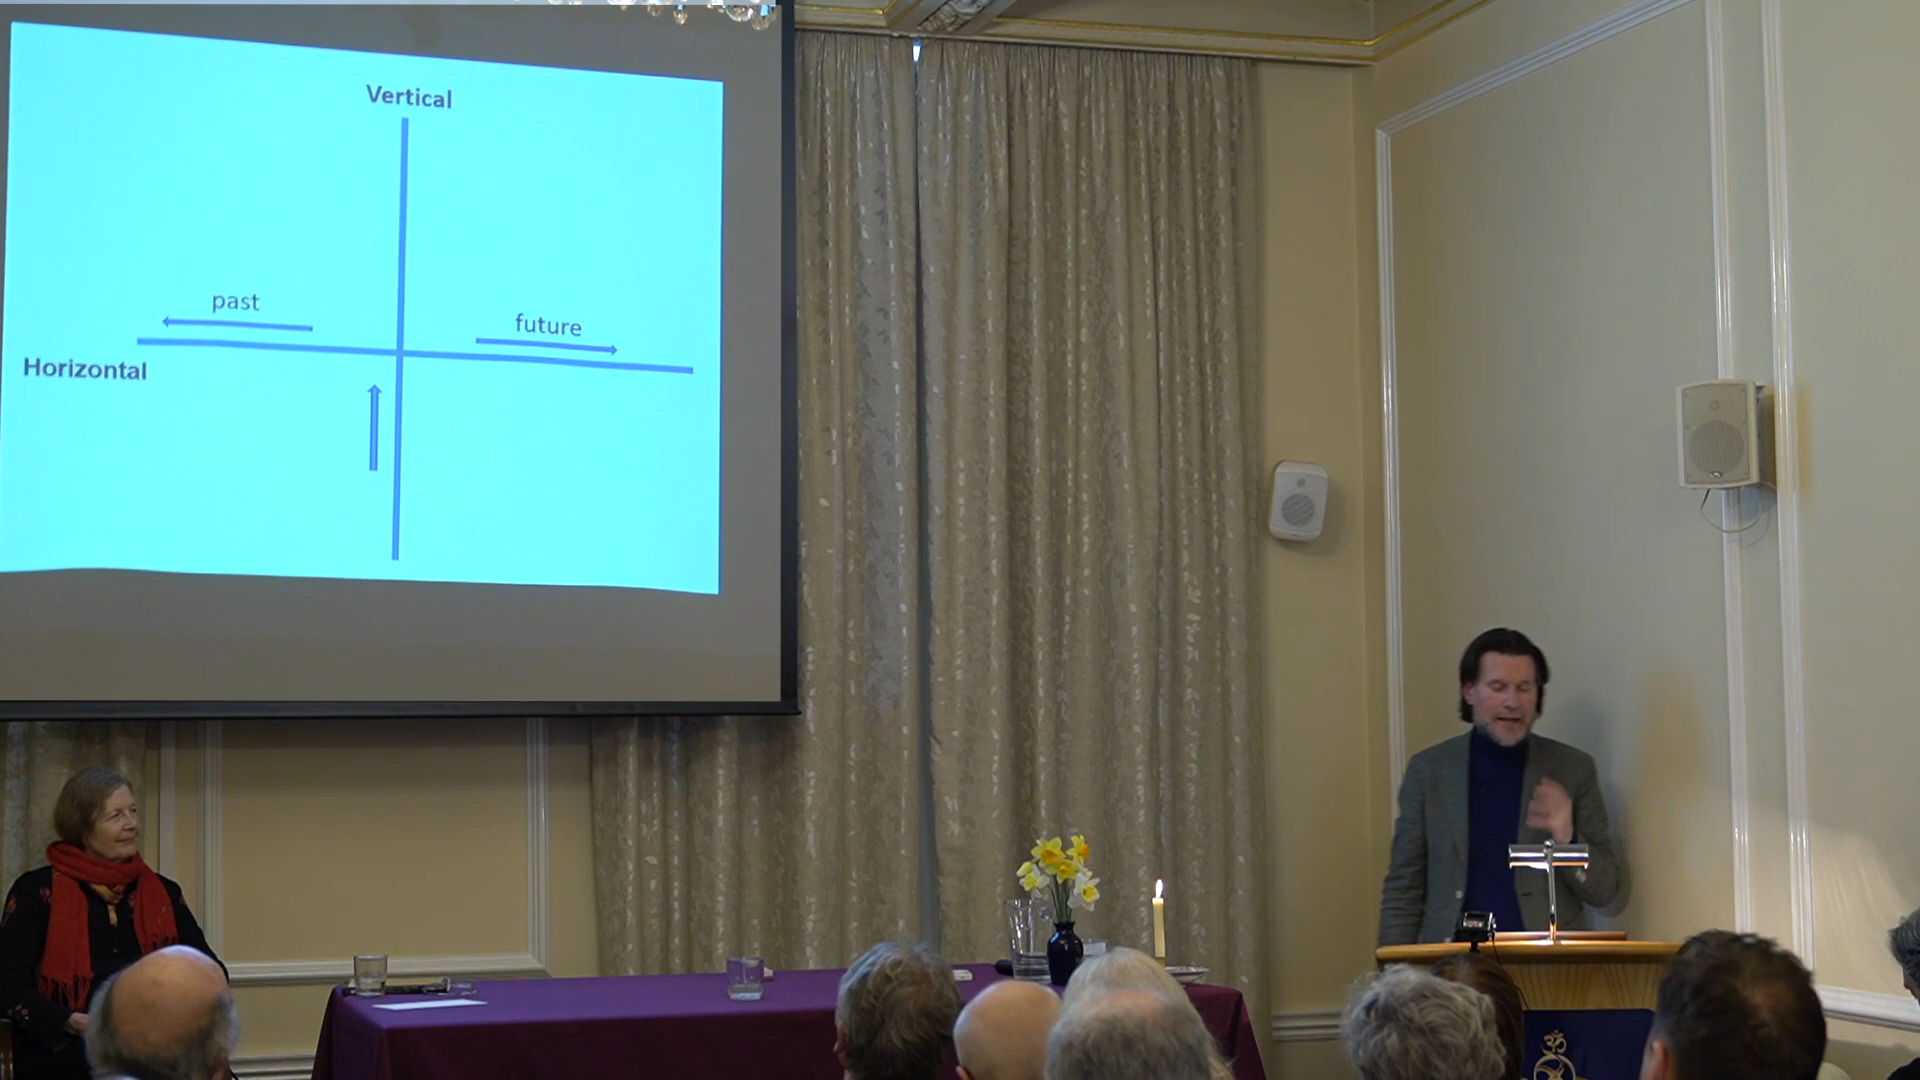 Vertical
past
future
Horizontal
ॐ